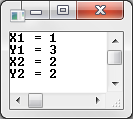 X1 = 1
Y1 = 3
X2 = 2
Y2 = 2